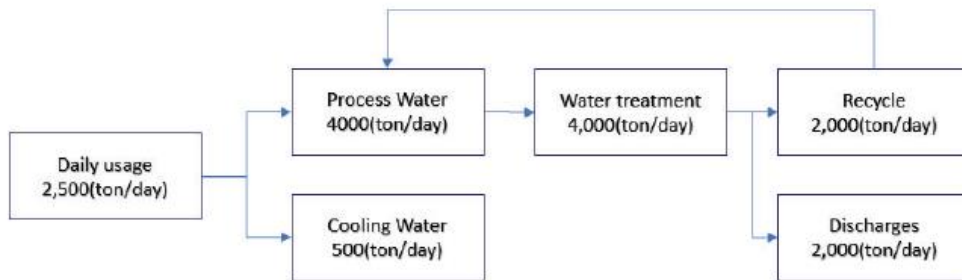 Process Water
4000(ton/day)
Water treatment
4,000(ton/day)
Recycle
2,000(ton/day)
Daily usage
2,500(ton/day)
Cooling Water
500(ton/day)
Discharges
2,000(ton/day)